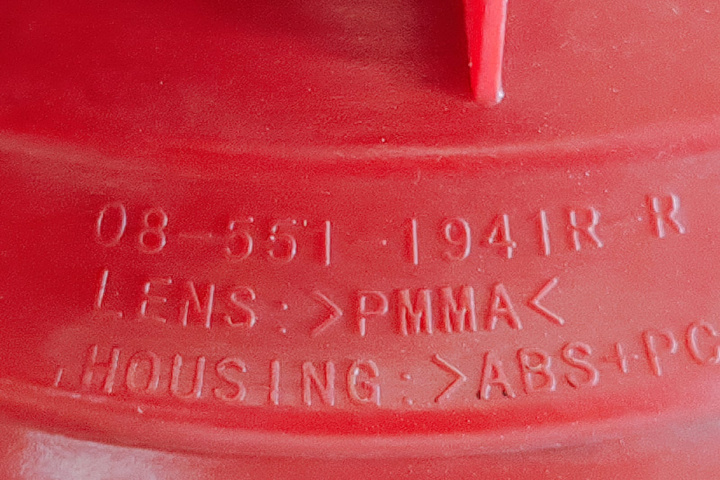 08-551-1941R-R
LENS:>PMMA<
HOUSING:>ABS+PC